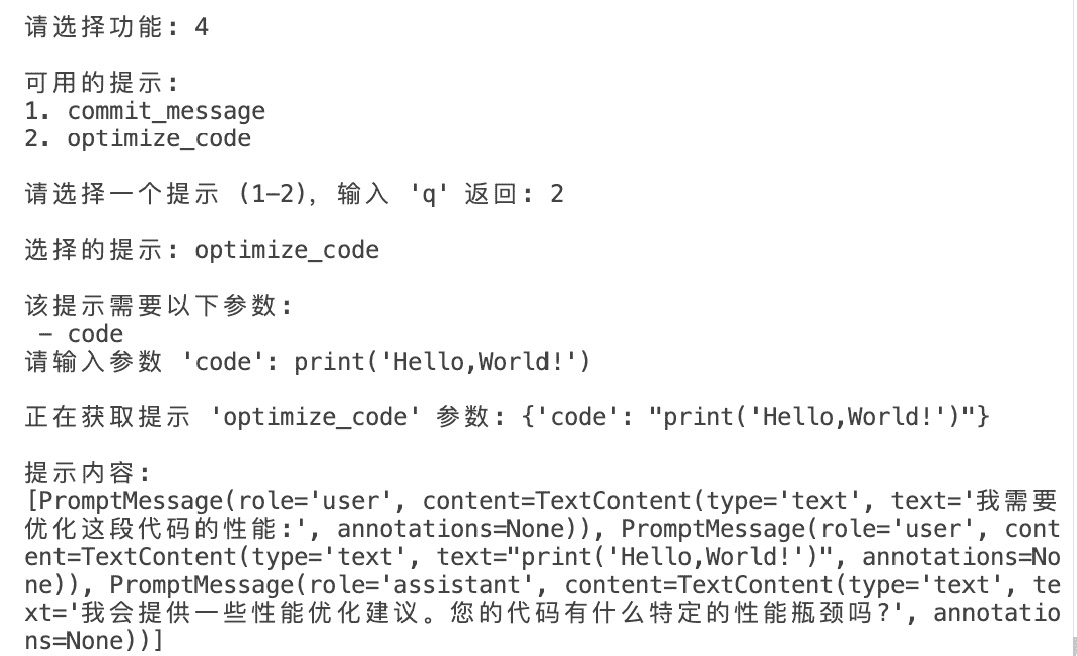 请选择功能: 4
可用的提示:
1. commit_message
2. optimize_code
请选择一个提示 (1-2), 输入 'q' 返回: 2
选择的提示: optimize_code
该提示需要以下参数:
- code
请输入参数 'code': print('Hello,World!')
正在获取提示 'optimize_code' 参数: {'code': "print('Hello,World!')"}
提示内容:
[PromptMessage(role='user', content=TextContent(type='text', text='我需要
优化这段代码的性能:', annotations=None)), PromptMessage(role='user', cont
ent=TextContent(type='text', text="print('Hello,World!')", annotations=No
ne)), PromptMessage(role='assistant', content=TextContent(type='text', te
xt='我会提供一些性能优化建议。您的代码有什么特定的性能瓶颈吗?', annotatio
ns=None))]